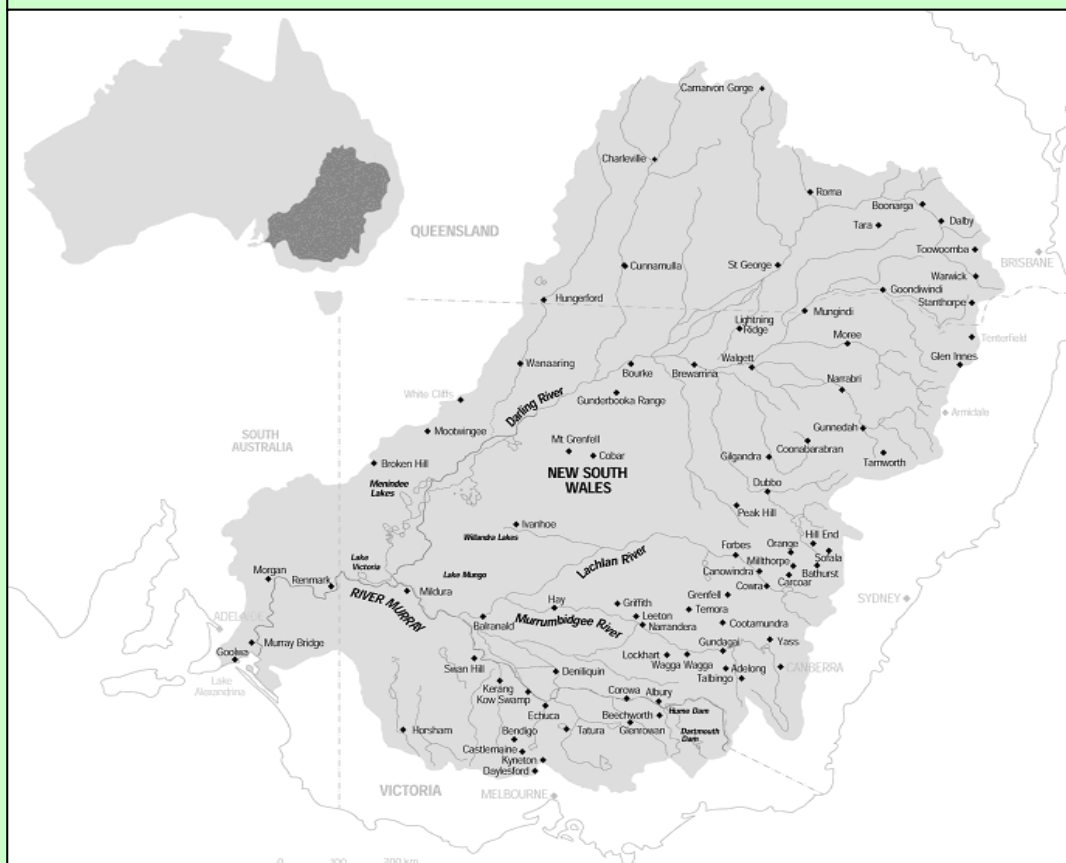 Carnarvon Gorge
Charleville
Roma
Boonarga
Dalby
Tara
QUEENSLAND
Toowoomba
BRISBANE
Cunnamulla
St George
Warwick
Goondiwindi
Stanthorpe
Hungerford
Mungindi
Lightning
Ridge
Moree
Tenterfield
Glen Innes
Wanaaring
Bourke
Brewarrina
Walgett
Narrabri
White Cliffs
Darling River
Gunderbooka Range
Armidale
Mootwingee
Gunnedah
SOUTH
AUSTRALIA
Mt Grenfell
Cobar
Coonabarabran
Gilgandra
Tamworth
Broken Hill
NEW SOUTH
WALES
Menindee
Lakes
Dubbo
Peak Hill
Ivanhoe
Willandra Lakes
Hill End
Forbes
Orange
Sofala
Lachlan River
Millthorpe
Lake
Victoria
Canowindra
Bathurst
Carcoar
Morgan
Renmark
Lake Mungo
Cowra
Mildura
Grenfell
SYDNEY
RIVER MURRAY
Hay
Griffith
Temora
ADELAIDE
Balranald
Murrumbidgee River
Leeton
Narrandera
Cootamundra
Murray Bridge
Goolwa
Gundagai
Yass
Lockhart
Wagga Wagga
Adelong
CANBERRA
Talbingo
Lake
Alexandrina
Swan Hill
Deniliquin
Kerang
Kow Swamp
Corowa
Albury
Hume Dam
Echuca
Beechworth
Horsham
Bendigo
Tatura
Glenrowan
Dartmouth
Dam
Castlemaine
Kyneton
Daylesford
VICTORIA
MELBOURNE
0 100 200 km